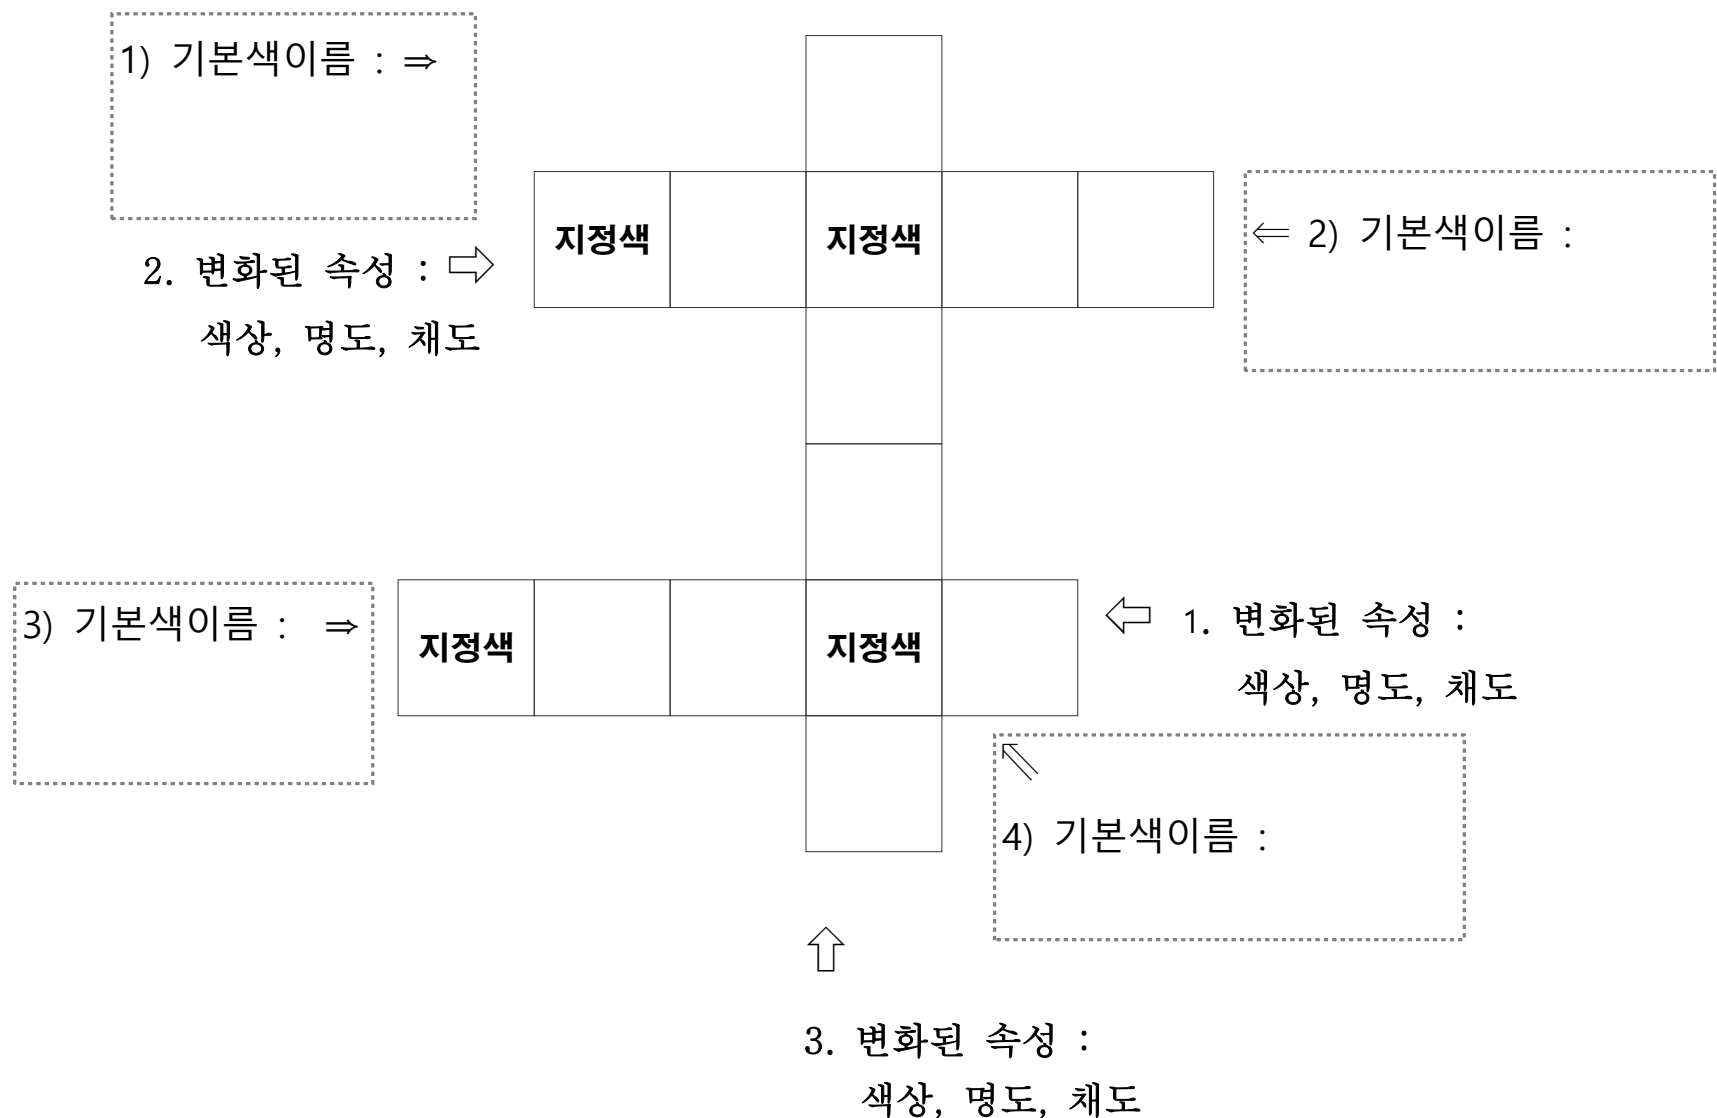 1) 기본색이름 : ⇒
지정색
지정색
⇐ 2) 기본색이름 :
2. 변화된 속성 : ⇨
색상, 명도, 채도
3) 기본색이름 : ⇒
지정색
지정색
⇦ 1. 변화된 속성 :
색상, 명도, 채도
4) 기본색이름 :
3. 변화된 속성 :
색상, 명도, 채도